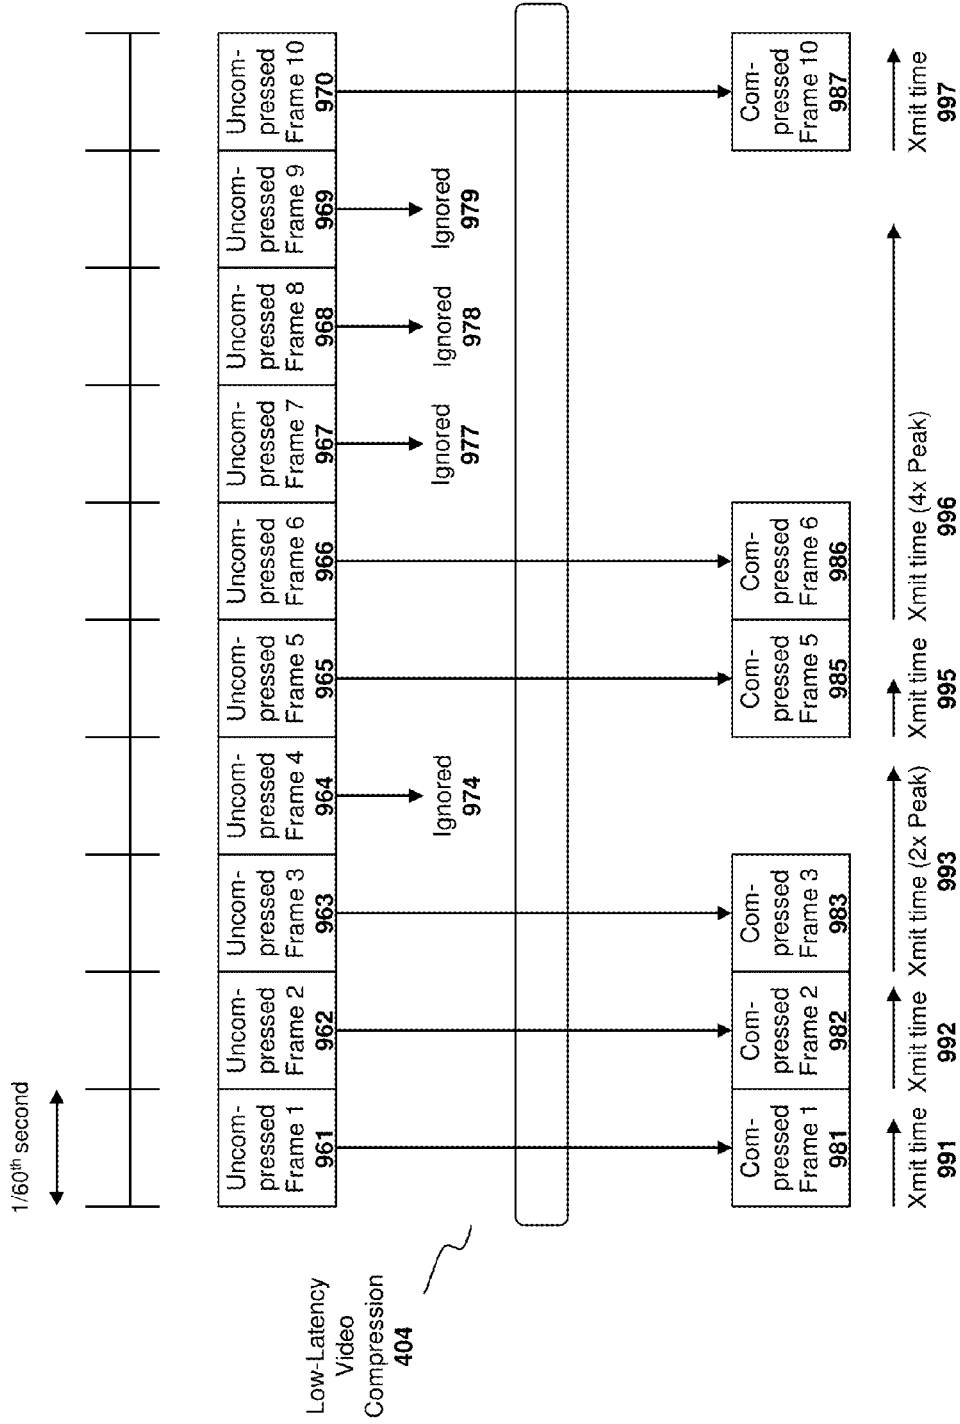 1/60th second
Uncom-
pressed
Frame 1
961
Uncom-
pressed
Frame 2
962
Uncom-
pressed
Frame 3
963
Uncom-
pressed
Frame 4
964
Uncom-
pressed
Frame 5
965
Uncom-
pressed
Frame 6
966
Uncom-
pressed
Frame 7
967
Uncom-
pressed
Frame 8
968
Uncom-
pressed
Frame 9
969
Uncom-
pressed
Frame 10
970
Ignored
974
Ignored
977
Ignored
978
Ignored
979
Low-Latency
Video
Compression
404
Com-
pressed
Frame 1
981
Com-
pressed
Frame 2
982
Com-
pressed
Frame 3
983
Com-
pressed
Frame 5
985
Com-
pressed
Frame 6
986
Com-
pressed
Frame 10
987
Xmit time
991
Xmit time
992
Xmit time (2x Peak)
993
Xmit time
995
Xmit time (4x Peak)
996
Xmit time
997